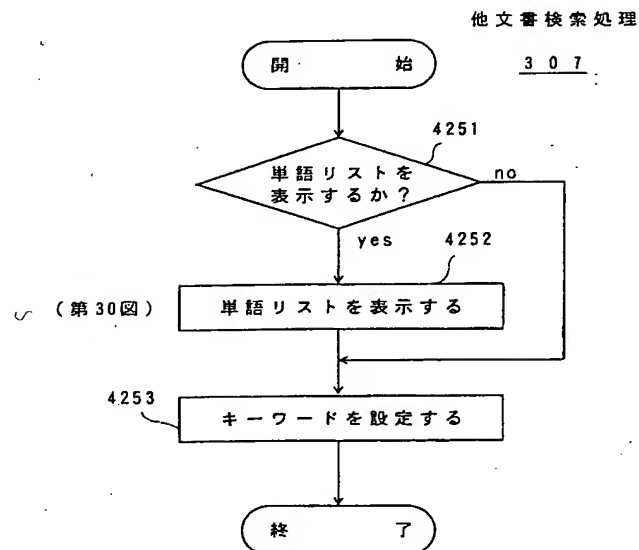 他文書検索処理
307
開始
4251
単語リストを
表示するか？
no
yes
4252
（第30図）
単語リストを表示する
4253
キーワードを設定する
終了